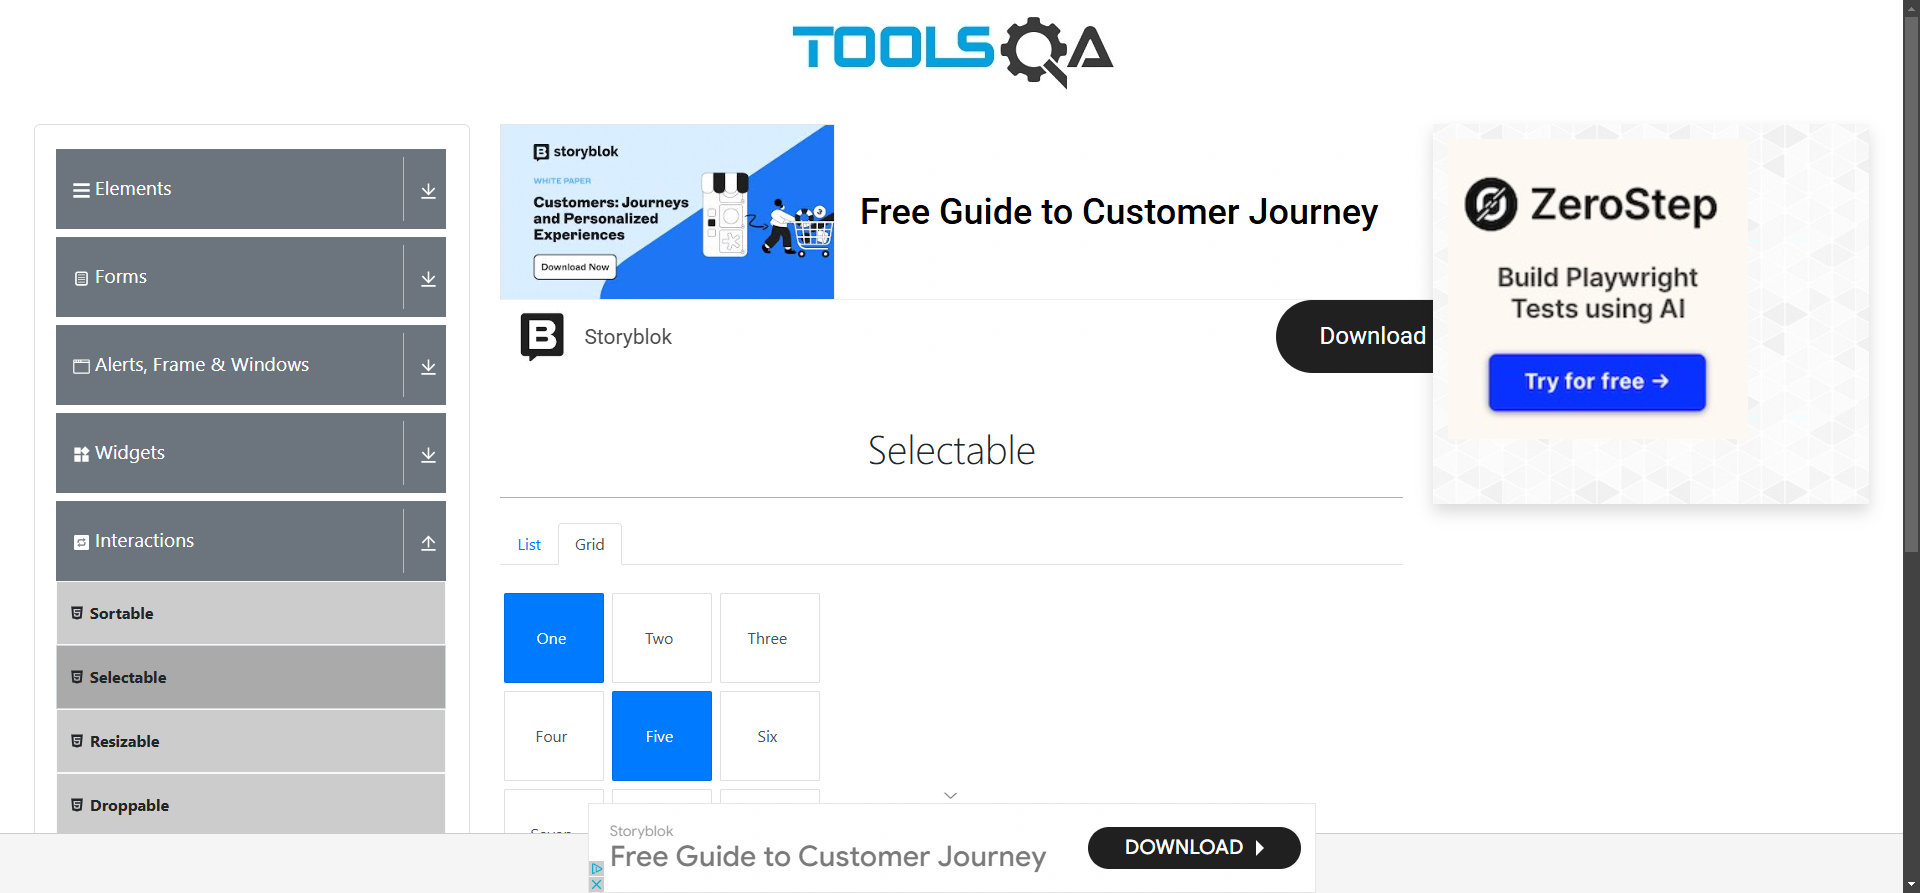 TOOLSQA
Elements
Forms
Alerts, Frame & Windows
Widgets
Interactions
Sortable
Selectable
Resizable
Droppable
storyblok
WHITE PAPER
Customers: Journeys
and Personalized
Experiences
Download Now
Free Guide to Customer Journey
Storyblok
Download
ZeroStep
Build Playwright
Tests using AI
Try for free →
Selectable
List
Grid
One
Two
Three
Four
Five
Six
Storyblok
Free Guide to Customer Journey
DOWNLOAD